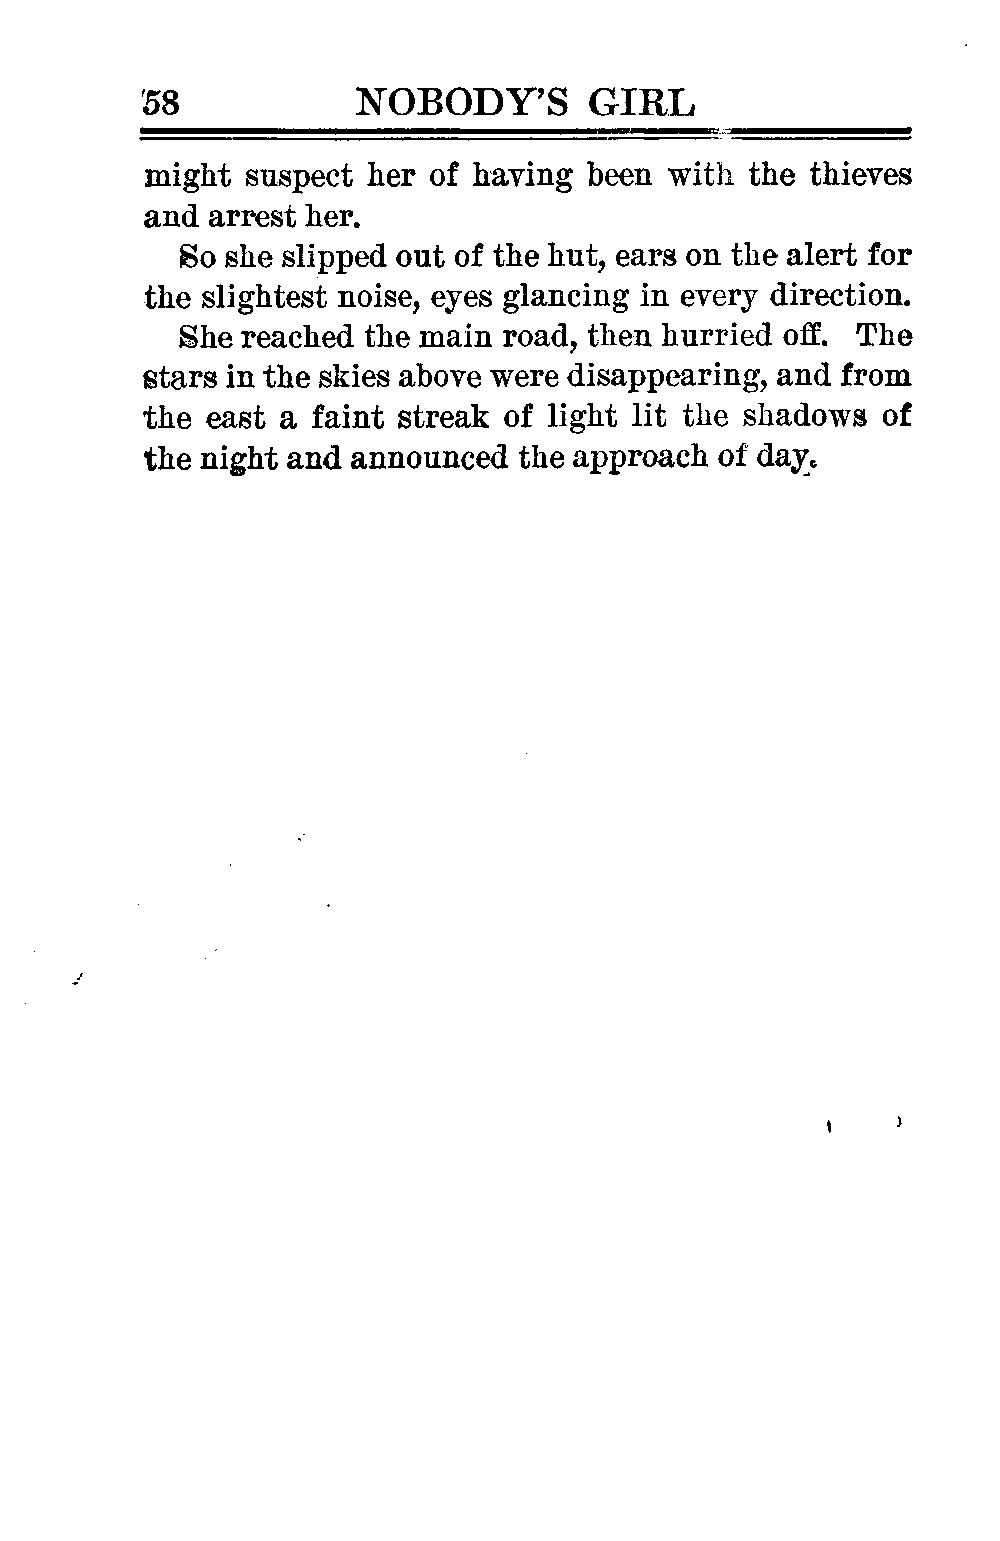 58 NOBODY'S GIRL
might suspect her of having been with the thieves
and arrest her.
So she slipped out of the hut, ears on the alert for
the slightest noise, eyes glancing in every direction.
She reached the main road, then hurried off. The
stars in the skies above were disappearing, and from
the east a faint streak of light lit the shadows of
the night and announced the approach of day.